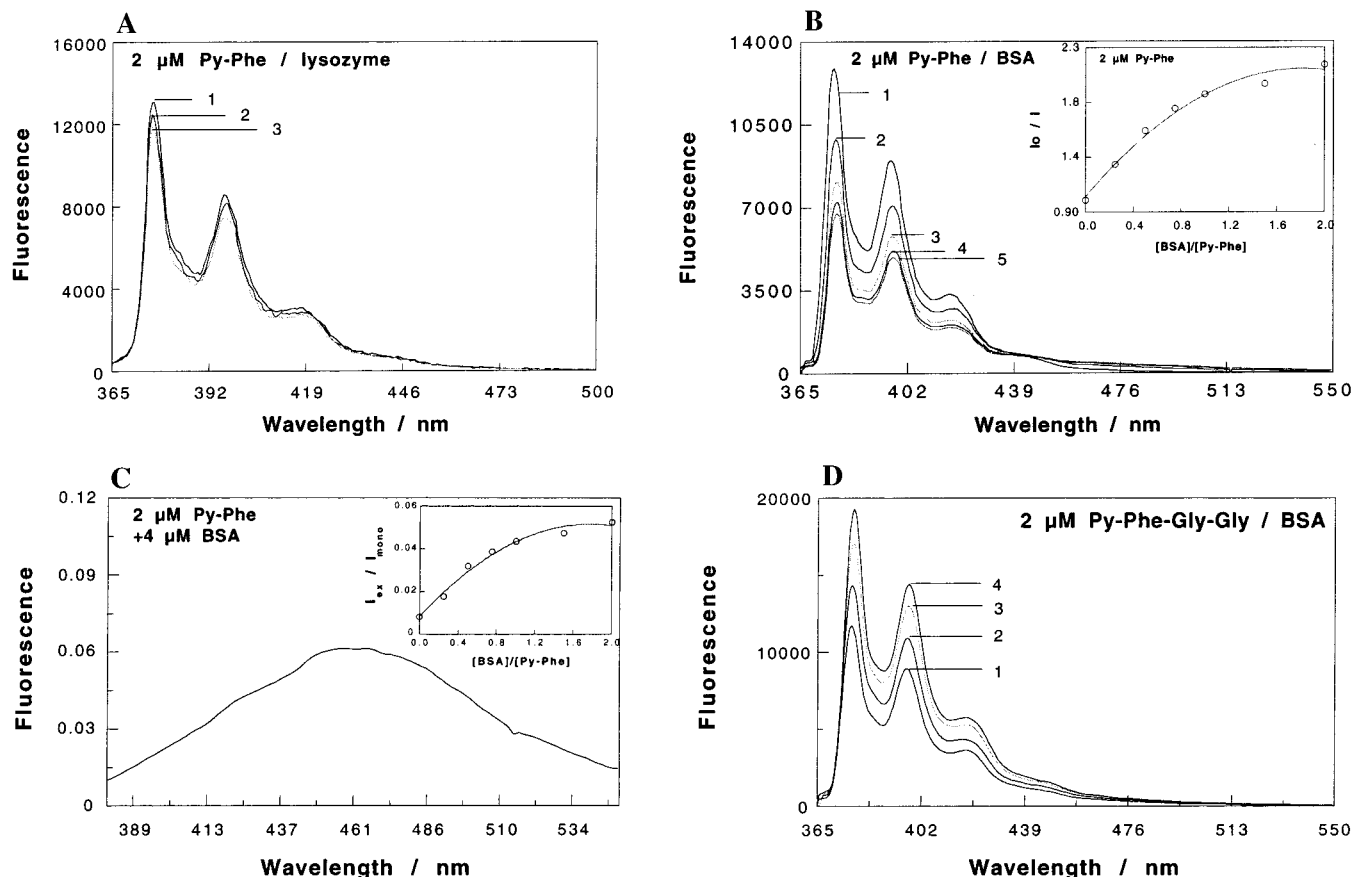 A
2 μM Py-Phe / lysozyme
16000
12000
8000
4000
0
1
2
3
365 392 419 446 473 500
Fluorescence
Wavelength / nm
B
2 μM Py-Phe / BSA
14000
10500
7000
3500
0
1
2
3
4
5
365 402 439 476 513 550
Fluorescence
Wavelength / nm
2 μM Py-Phe
2.3
1.8
1.4
0.90
0.0 0.4 0.8 1.2 1.6 2.0
Io / I
[BSA]/[Py-Phe]
C
2 μM Py-Phe
+4 μM BSA
0.12
0.09
0.06
0.03
0
389 413 437 461 486 510 534
Fluorescence
Wavelength / nm
0.06
0.04
0.02
0
0.0 0.4 0.8 1.2 1.6 2.0
Iex / Imono
[BSA]/[Py-Phe]
D
2 μM Py-Phe-Gly-Gly / BSA
20000
10000
0
4
3
2
1
365 402 439 476 513 550
Fluorescence
Wavelength / nm